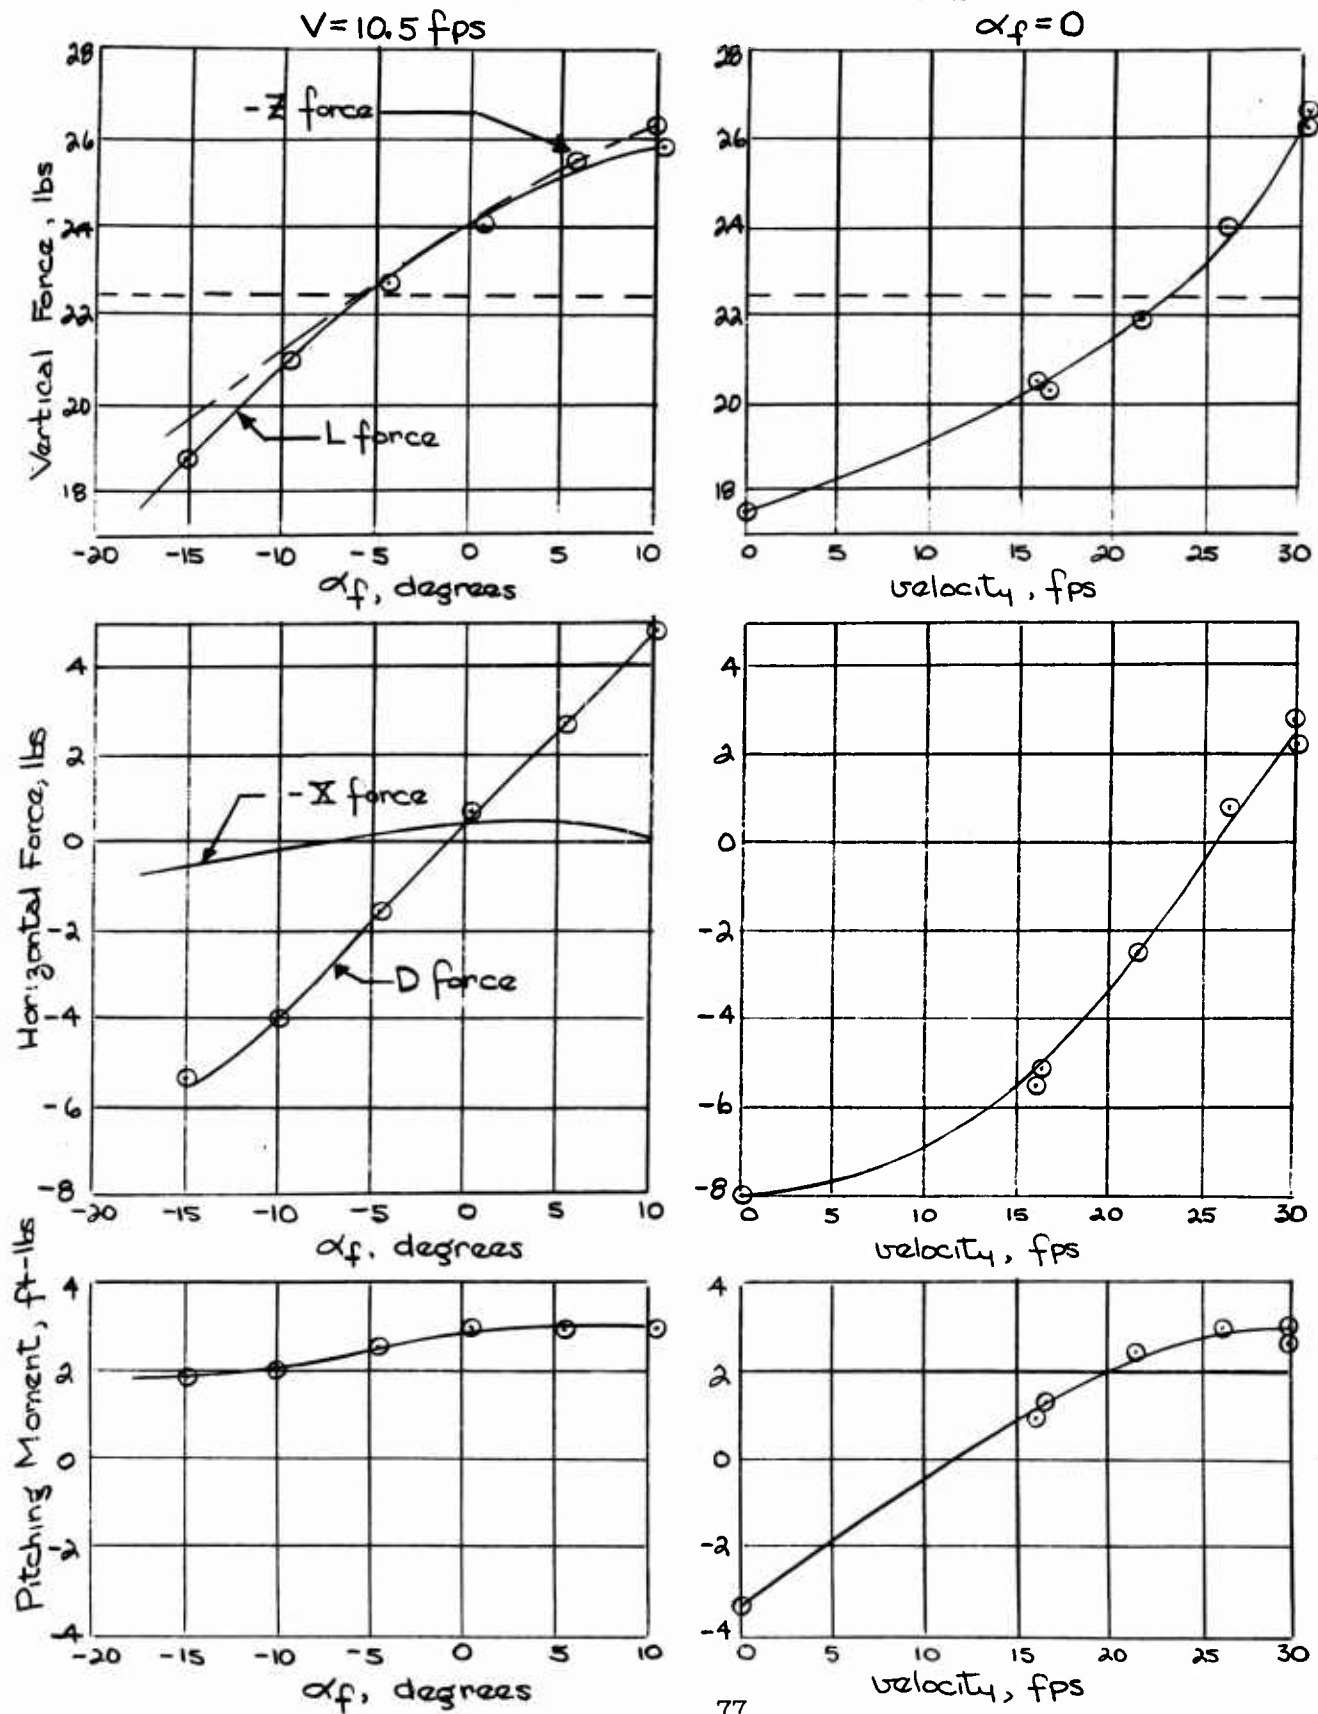 V=10.5 fps
αf=0
Vertical Force, lbs
28
26
24
22
20
18
-Z force
L force
-20 -15 -10 -5 0 5 10
αf, degrees
28
26
24
22
20
18
0 5 10 15 20 25 30
velocity, fps
Horizontal Force, lbs
4
2
0
-2
-4
-6
-8
-X force
D force
-20 -15 -10 -5 0 5 10
αf, degrees
4
2
0
-2
-4
-6
-8
0 5 10 15 20 25 30
velocity, fps
Pitching Moment, ft-lbs
4
2
0
-2
-4
-20 -15 -10 -5 0 5 10
αf, degrees
4
2
0
-2
-4
0 5 10 15 20 25 30
velocity, fps
77